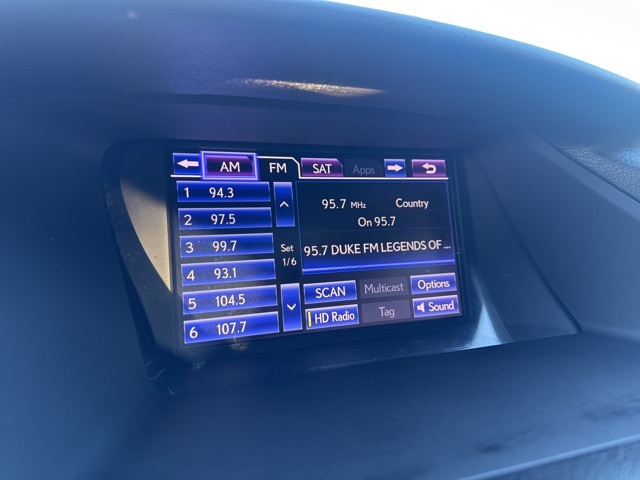 AM FM SAT Apps
1 94.3
2 97.5
3 99.7
4 93.1
5 104.5
6 107.7
Set
1/6
95.7 MHz Country
On 95.7
95.7 DUKE FM LEGENDS OF ...
SCAN Multicast Options
HD Radio Tag Sound